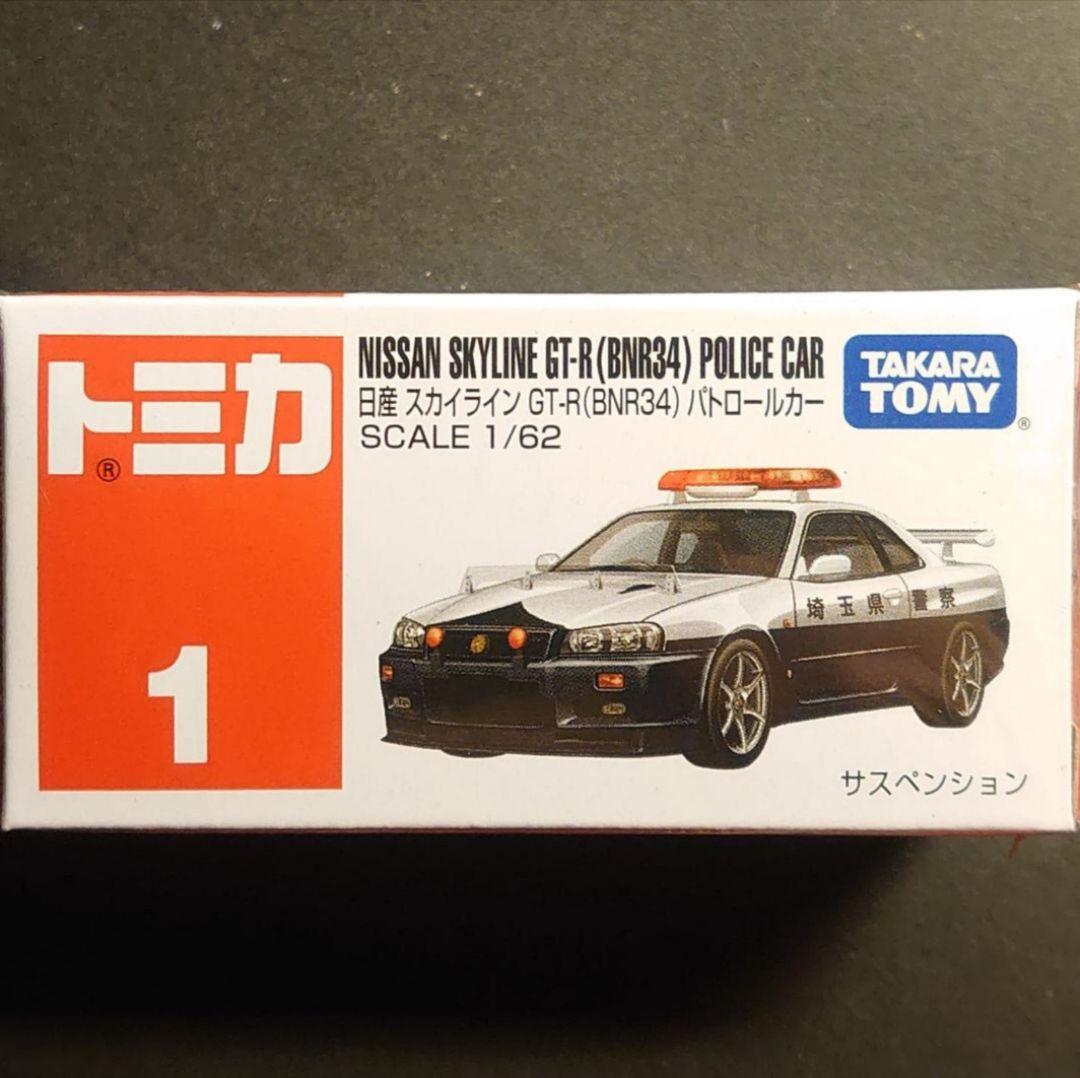 トミカ
®
1
NISSAN SKYLINE GT-R (BNR34) POLICE CAR
日産 スカイライン GT-R(BNR34) パトロールカー
SCALE 1/62
TAKARA
TOMY
®
埼玉県警察
サスペンション